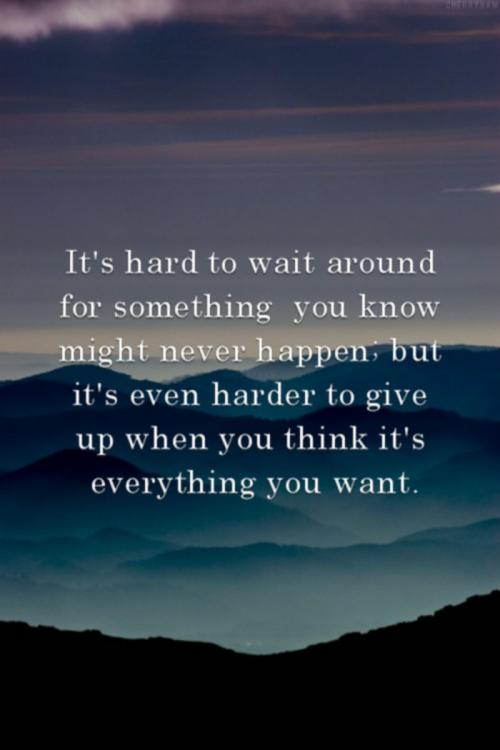 It's hard to wait around
for something  you know
might never happen; but
it's even harder to give
up when you think it's
everything you want.